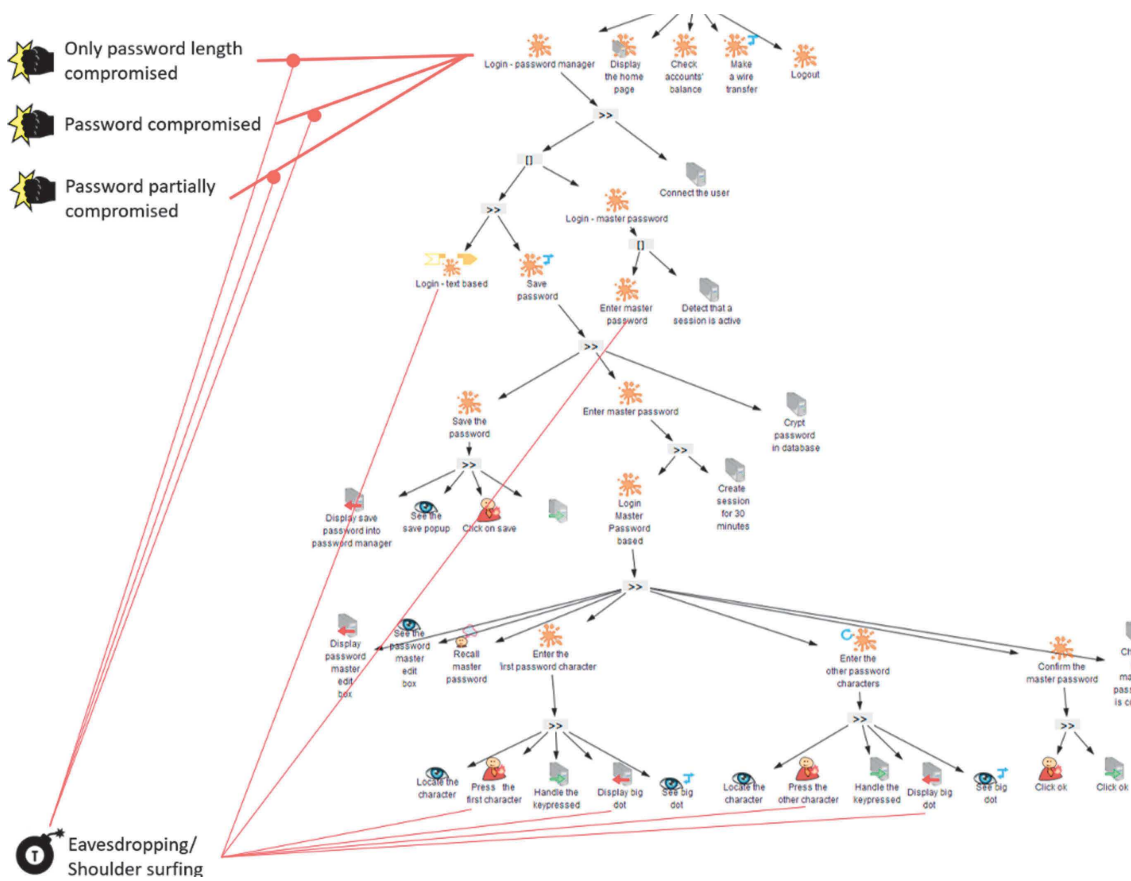 Only password length
compromised
Password compromised
Password partially
compromised
Login - password manager
Display
the home
page
Check
accounts'
balance
Make
a wire
transfer
Logout
>>
[]
Connect the user
>>
Login - master password
[]
Login - text based
Save
password
Enter master
password
Detect that a
session is active
>>
Save the
password
Enter master password
Crypt
password
in database
>>
>>
Display save
password into
password manager
See the
save popup
Click on save
Login
Master
Password
based
Create
session
for 30
minutes
>>
Display
password
master
edit
box
See the
password
master
edit
box
Recall
master
password
Enter the
first password character
Enter the
other password
characters
Confirm the
master password
>>
>>
>>
Locate the
character
Press the
first character
Handle the
keypressed
Display big
dot
See big
dot
Locate the
character
Press the
other character
Handle the
keypressed
Display big
dot
See big
dot
Click ok
Click ok
T
Eavesdropping/
Shoulder surfing